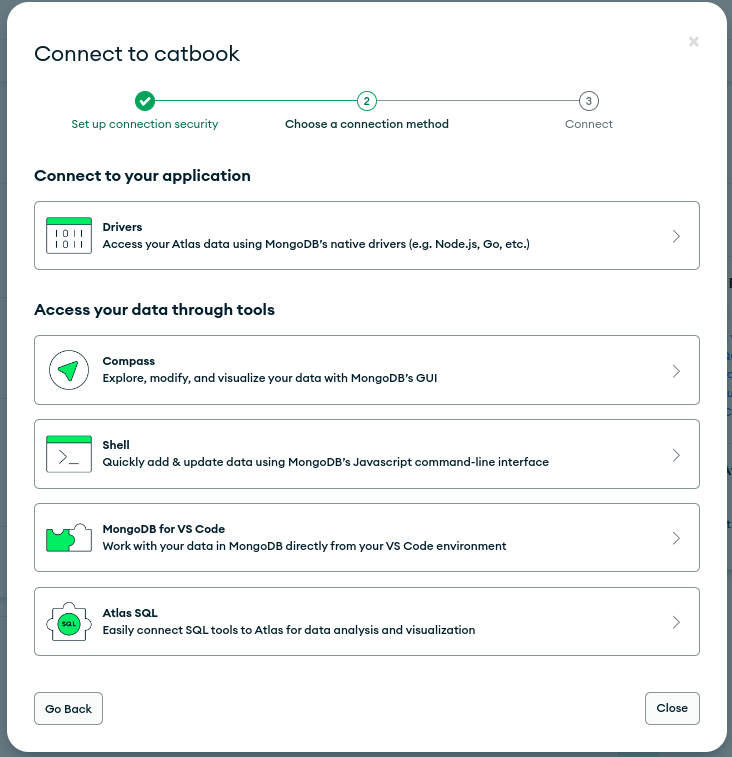 Connect to catbook
×
2
3
Set up connection security
Choose a connection method
Connect
Connect to your application
Drivers
Access your Atlas data using MongoDB’s native drivers (e.g. Node.js, Go, etc.)
Access your data through tools
Compass
Explore, modify, and visualize your data with MongoDB’s GUI
Shell
Quickly add & update data using MongoDB’s Javascript command-line interface
MongoDB for VS Code
Work with your data in MongoDB directly from your VS Code environment
SQL
Atlas SQL
Easily connect SQL tools to Atlas for data analysis and visualization
Go Back
Close